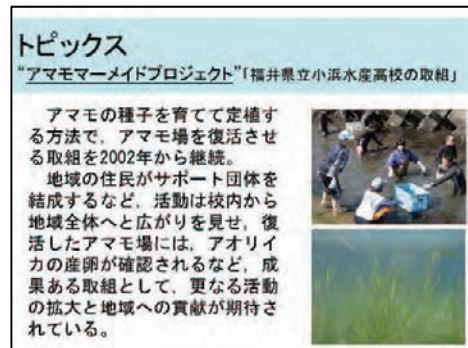 トピックス
“アマモマーメイドプロジェクト”「福井県立小浜水産高校の取組」
アマモの種子を育てて定植す
る方法で，アマモ場を復活させ
る取組を2002年から継続。
地域の住民がサポート団体を
結成するなど，活動は校内から
地域全体へと広がりを見せ，復
活したアマモ場には，アオリイ
カの産卵が確認されるなど，成
果ある取組として，更なる活動
の拡大と地域への貢献が期待さ
れている。